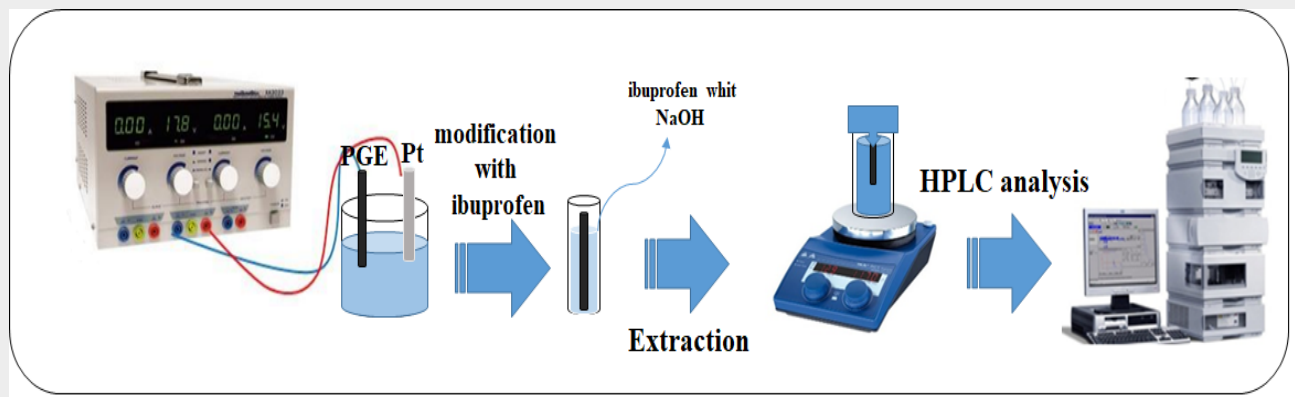 0.00 17.8 0.00 15.4
PGE Pt
modification
with
ibuprofen
ibuprofen whit
NaOH
Extraction
HPLC analysis